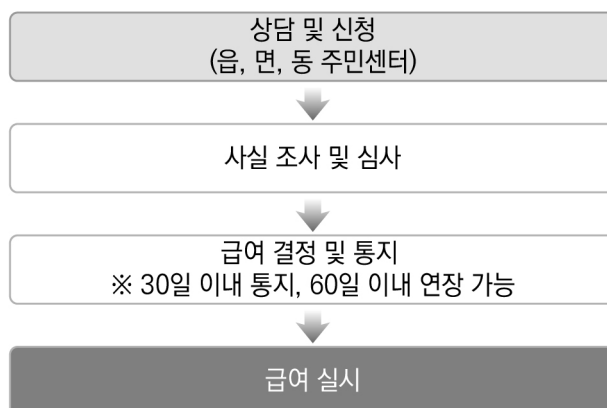 상담 및 신청
(읍, 면, 동 주민센터)
사실 조사 및 심사
급여 결정 및 통지
※ 30일 이내 통지, 60일 이내 연장 가능
급여 실시